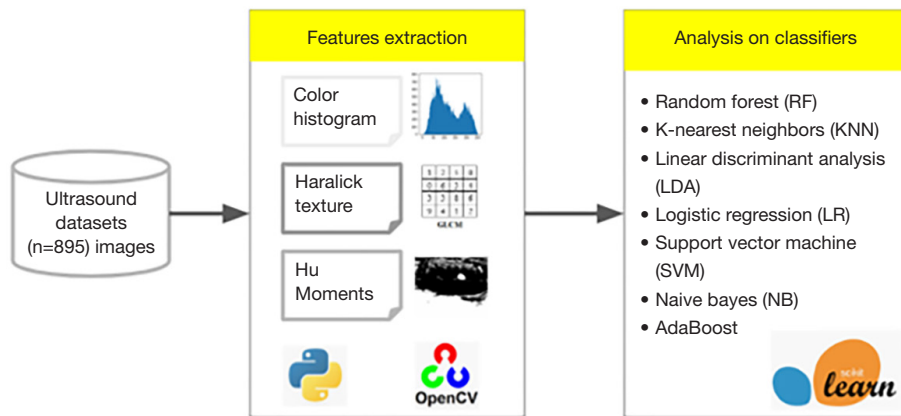 Ultrasound
datasets
(n=895) images
Features extraction
Color
histogram
Haralick
texture
GLCM
Hu
Moments
OpenCV
Analysis on classifiers
• Random forest (RF)
• K-nearest neighbors (KNN)
• Linear discriminant analysis
(LDA)
• Logistic regression (LR)
• Support vector machine
(SVM)
• Naive bayes (NB)
• AdaBoost
scikit
learn